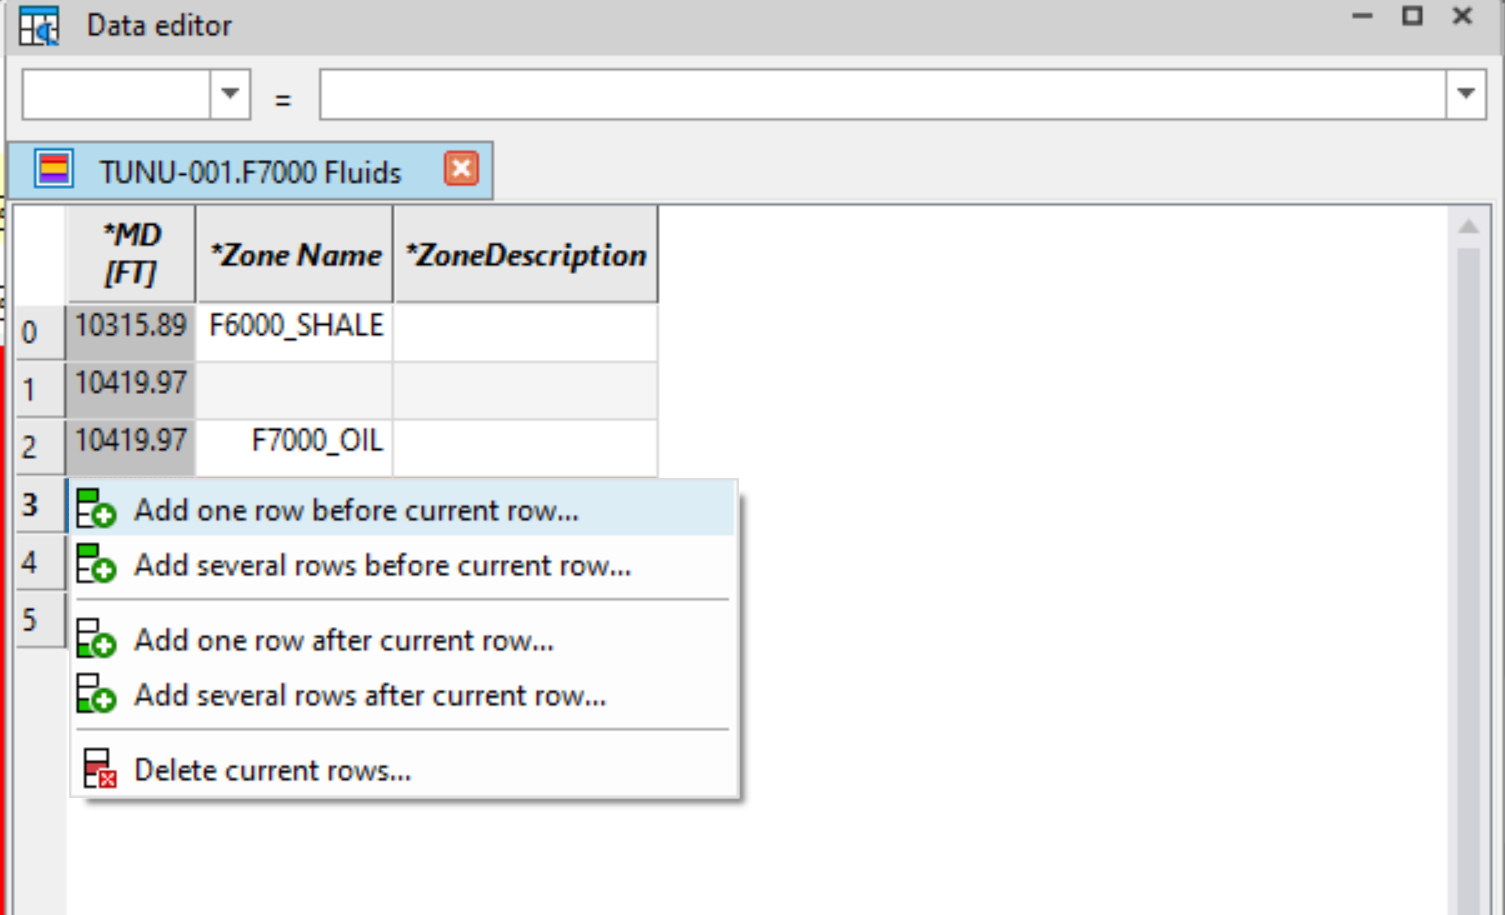 Data editor
=
TUNU-001.F7000 Fluids
*MD [FT] *Zone Name *ZoneDescription
0 10315.89 F6000_SHALE
1 10419.97
2 10419.97 F7000_OIL
3
4
5
Add one row before current row...
Add several rows before current row...
Add one row after current row...
Add several rows after current row...
Delete current rows...